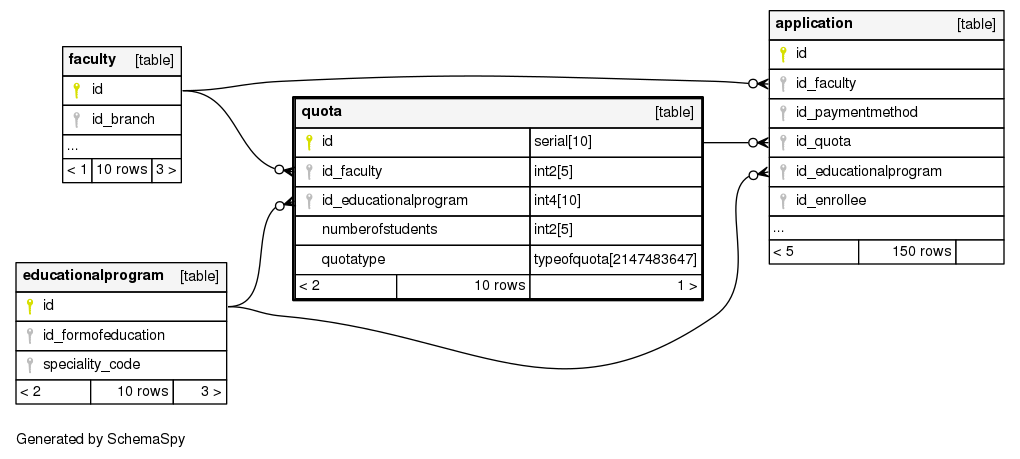 faculty [table]
id
id_branch
...
< 1 10 rows 3 >
educationalprogram [table]
id
id_formofeducation
speciality_code
< 2 10 rows 3 >
quota [table]
id serial[10]
id_faculty int2[5]
id_educationalprogram int4[10]
numberofstudents int2[5]
quotatype typeofquota[2147483647]
< 2 10 rows 1 >
application [table]
id
id_faculty
id_paymentmethod
id_quota
id_educationalprogram
id_enrollee
...
< 5 150 rows
Generated by SchemaSpy